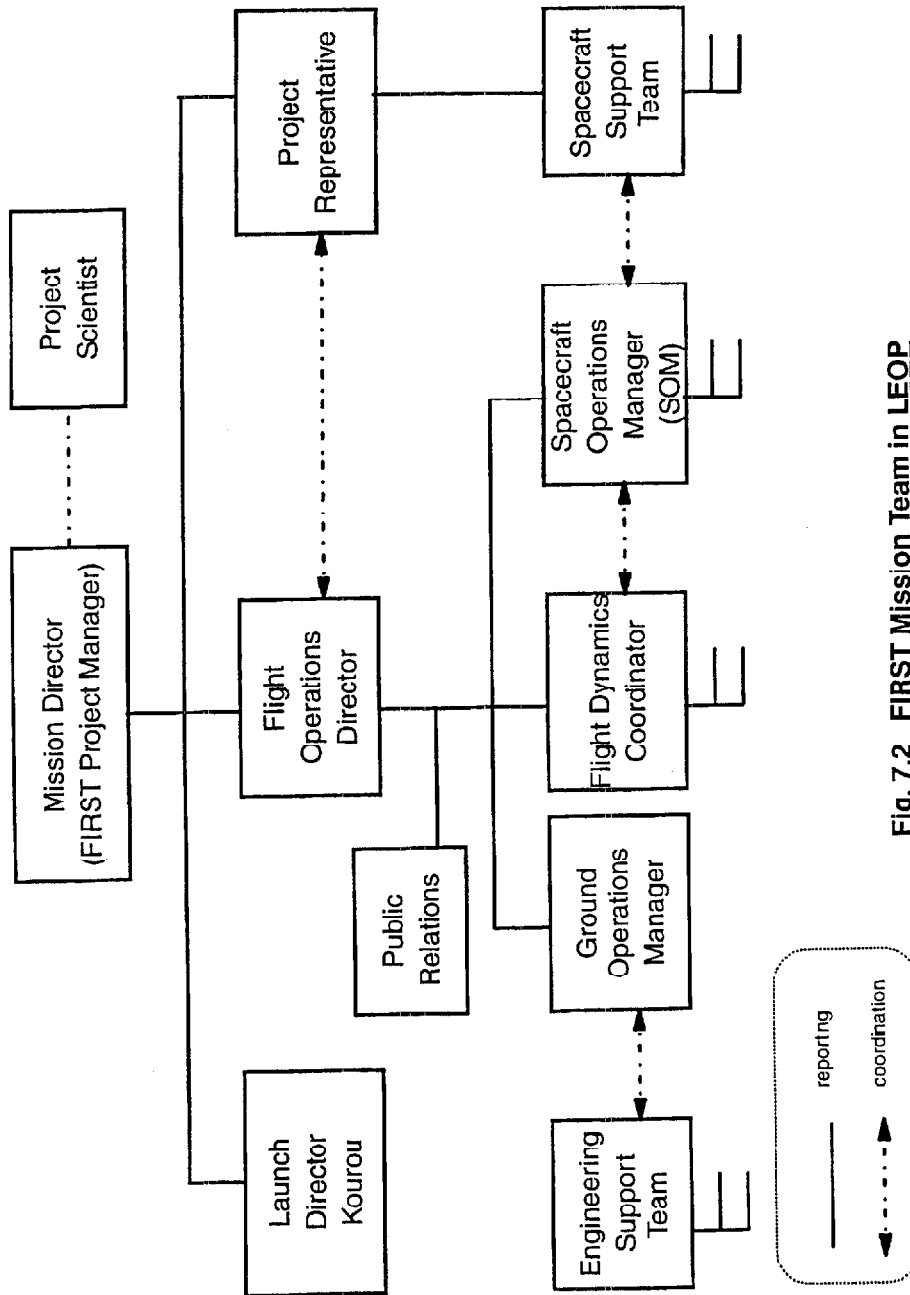 Mission Director
(FIRST Project Manager)
Project
Scientist
Launch
Director
Kourou
Flight
Operations
Director
Project
Representative
Public
Relations
Engineering
Support
Team
Ground
Operations
Manager
Flight Dynamics
Coordinator
Spacecraft
Operations
Manager
(SOM)
Spacecraft
Support
Team
reportng
coordination
Fig. 7.2 FIRST Mission Team in LEOP